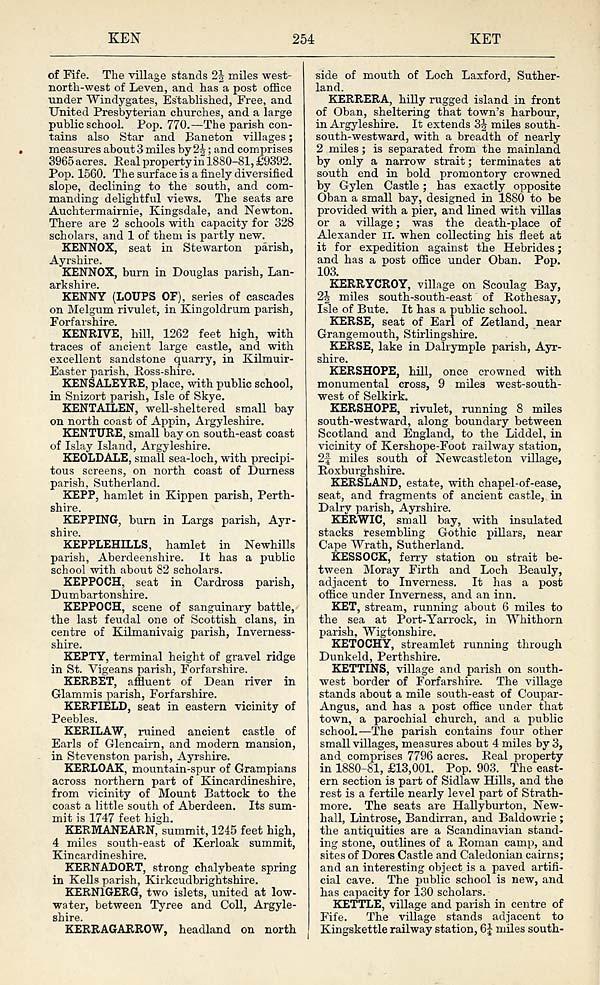 KEN 254 KET
of Fife. The village stands 2½ miles west-
north-west of Leven, and has a post office
under Windygates, Established, Free, and
United Presbyterian churches, and a large
public school. Pop. 770.—The parish con-
tains also Star and Baneton villages;
measures about 3 miles by 2½; and comprises
3965 acres. Real property in 1880-81, £9392.
Pop. 1560. The surface is a finely diversified
slope, declining to the south, and com-
manding delightful views. The seats are
Auchtermairnie, Kingsdale, and Newton.
There are 2 schools with capacity for 328
scholars, and 1 of them is partly new.
KENNOX, seat in Stewarton parish,
Ayrshire.
KENNOX, burn in Douglas parish, Lan-
arkshire.
KENNY (LOUPS OF), series of cascades
on Melgum rivulet, in Kingoldrum parish,
Forfarshire.
KENRIVE, hill, 1262 feet high, with
traces of ancient large castle, and with
excellent sandstone quarry, in Kilmuir-
Easter parish, Ross-shire.
KENSALEYRE, place, with public school,
in Snizort parish, Isle of Skye.
KENTAILEN, well-sheltered small bay
on north coast of Appin, Argyleshire.
KENTURE, small bay on south-east coast
of Islay Island, Argyleshire.
KEOLDALE, small sea-loch, with precipi-
tous screens, on north coast of Durness
parish, Sutherland.
KEPP, hamlet in Kippen parish, Perth-
shire.
KEPPING, burn in Largs parish, Ayr-
shire.
KEPPLEHILLS, hamlet in Newhills
parish, Aberdeenshire. It has a public
school with about 82 scholars.
KEPPOCH, seat in Cardross parish,
Dumbartonshire.
KEPPOCH, scene of sanguinary battle,
the last feudal one of Scottish clans, in
centre of Kilmanivaig parish, Inverness-
shire.
KEPTY, terminal height of gravel ridge
in St. Vigeans parish, Forfarshire.
KERBET, affluent of Dean river in
Glammis parish, Forfarshire.
KERFIELD, seat in eastern vicinity of
Peebles.
KERILAW, ruined ancient castle of
Earls of Glencairn, and modern mansion,
in Stevenston parish, Ayrshire.
KERLOAK, mountain-spur of Grampians
across northern part of Kincardineshire,
from vicinity of Mount Battock to the
coast a little south of Aberdeen. Its sum-
mit is 1747 feet high.
KERMANEARN, summit, 1245 feet high,
4 miles south-east of Kerloak summit,
Kincardineshire.
KERNADORT, strong chalybeate spring
in Kells parish, Kirkcudbrightshire.
KERNIGERG, two islets, united at low-
water, between Tyree and Coll, Argyle-
shire.
KERRAGARROW, headland on north
side of mouth of Loch Laxford, Suther-
land.
KERRERA, hilly rugged island in front
of Oban, sheltering that town's harbour,
in Argyleshire. It extends 3½ miles south-
south-westward, with a breadth of nearly
2 miles; is separated from the mainland
by only a narrow strait; terminates at
south end in bold promontory crowned
by Gylen Castle; has exactly opposite
Oban a small bay, designed in 1880 to be
provided with a pier, and lined with villas
or a village; was the death-place of
Alexander II. when collecting his fleet at
it for expedition against the Hebrides;
and has a post office under Oban. Pop.
103.
KERRYCROY, village on Scoulag Bay,
2½ miles south-south-east of Rothesay,
Isle of Bute. It has a public school.
KERSE, seat of Earl of Zetland, near
Grangemouth, Stirlingshire.
KERSE, lake in Dalrymple parish, Ayr-
shire.
KERSHOPE, hill, once crowned with
monumental cross, 9 miles west-south-
west of Selkirk.
KERSHOPE, rivulet, running 8 miles
south-westward, along boundary between
Scotland and England, to the Liddel, in
vicinity of Kershope-Foot railway station,
2¾ miles south of Newcastleton village,
Roxburghshire.
KERSLAND, estate, with chapel-of-ease,
seat, and fragments of ancient castle, in
Dalry parish, Ayrshire.
KERWIC, small bay, with insulated
stacks resembling Gothic pillars, near
Cape Wrath, Sutherland.
KESSOCK, ferry station on strait be-
tween Moray Firth and Loch Beauly,
adjacent to Inverness. It has a post
office under Inverness, and an inn.
KET, stream, running about 6 miles to
the sea at Port-Yarrock, in Whithorn
parish, Wigtonshire.
KETOCHY, streamlet running through
Dunkeld, Perthshire.
KETTINS, village and parish on south-
west border of Forfarshire. The village
stands about a mile south-east of Coupar-
Angus, and has a post office under that
town, a parochial church, and a public
school.—The parish contains four other
small villages, measures about 4 miles by 3,
and comprises 7796 acres. Real property
in 1880-81, £13,001. Pop. 903. The east-
ern section is part of Sidlaw Hills, and the
rest is a fertile nearly level part of Strath-
more. The seats are Hallyburton, New-
hall, Lintrose, Bandirran, and Baldowrie;
the antiquities are a Scandinavian stand-
ing stone, outlines of a Roman camp, and
sites of Dores Castle and Caledonian cairns;
and an interesting object is a paved artifi-
cial cave. The public school is new, and
has capacity for 130 scholars.
KETTLE, village and parish in centre of
Fife. The village stands adjacent to
Kingskettle railway station, 6¼ miles south-